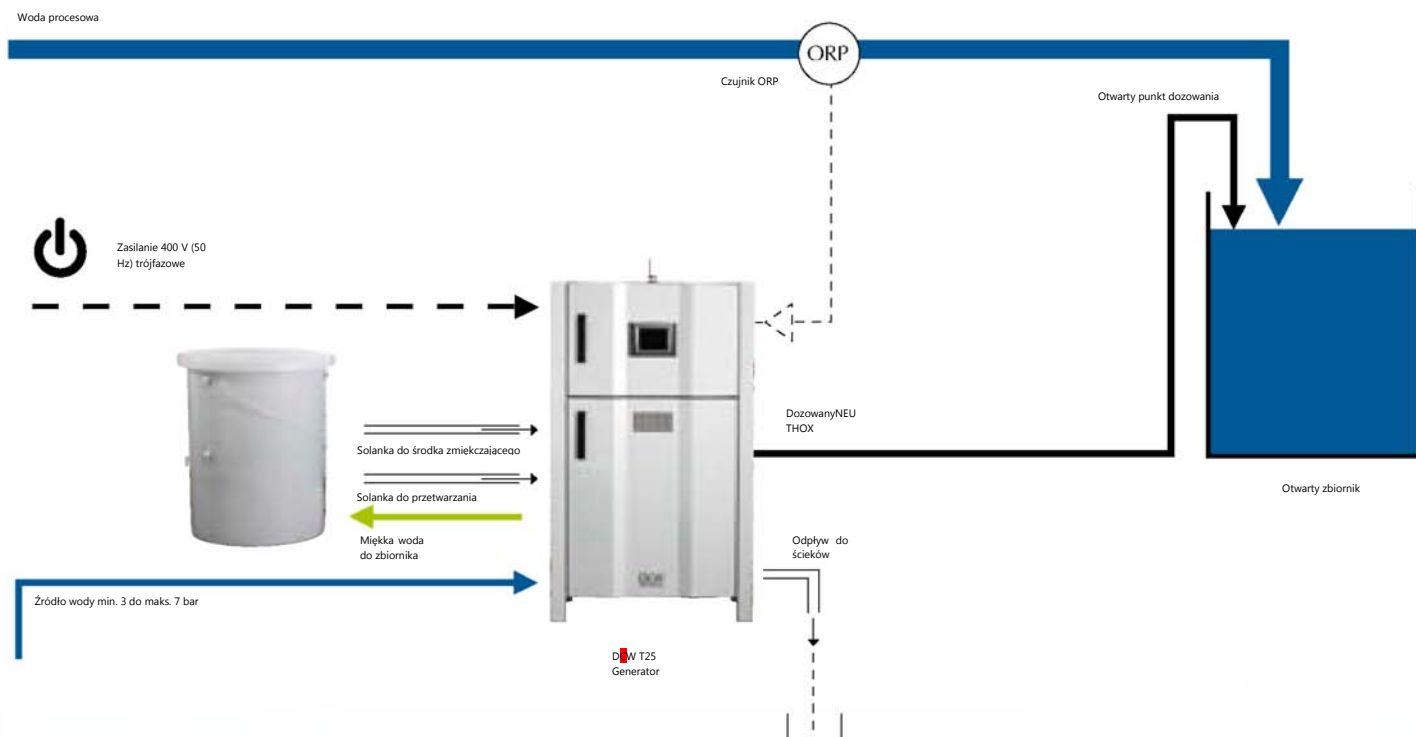 Woda procesowa
ORP
Czujnik ORP
Otwarty punkt dozowania
Zasilanie 400 V (50
Hz) trójfazowe
DozowanyNEU
THOX
Solanka do środka zmiękczającego
Solanka do przetwarzania
Otwarty zbiornik
Miękka woda
do zbiornika
Odpływ do
ścieków
Źródło wody min. 3 do maks. 7 bar
DCW T25
Generator